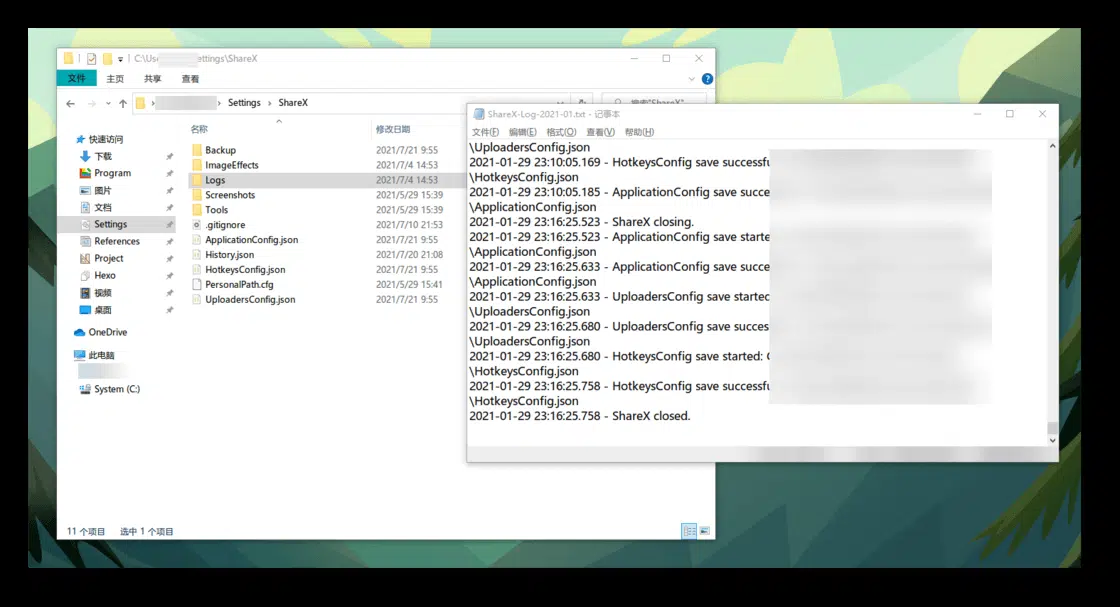 C:\Use ettings\ShareX
文件 主页 共享 查看
Settings ShareX
搜索"ShareX"
名称 修改日期
快速访问
下载
Program
图片
文档
Settings
References
Project
Hexo
视频
桌面
OneDrive
此电脑
System (C:)
Backup 2021/7/21 9:55
ImageEffects 2021/7/4 14:53
Logs 2021/7/4 14:53
Screenshots 2021/5/29 15:39
Tools 2021/5/29 15:39
.gitignore 2021/7/10 21:53
ApplicationConfig.json 2021/7/21 9:55
History.json 2021/7/20 21:08
HotkeysConfig.json 2021/7/21 9:55
PersonalPath.cfg 2021/5/29 15:41
UploadersConfig.json 2021/7/21 9:55
11 个项目 选中 1 个项目
ShareX-Log-2021-01.txt - 记事本
文件(F) 编辑(E) 格式(O) 查看(V) 帮助(H)
\UploadersConfig.json
2021-01-29 23:10:05.169 - HotkeysConfig save successfu
\HotkeysConfig.json
2021-01-29 23:10:05.185 - ApplicationConfig save succe
\ApplicationConfig.json
2021-01-29 23:16:25.523 - ShareX closing.
2021-01-29 23:16:25.523 - ApplicationConfig save starte
\ApplicationConfig.json
2021-01-29 23:16:25.633 - ApplicationConfig save succe
\ApplicationConfig.json
2021-01-29 23:16:25.633 - UploadersConfig save started
\UploadersConfig.json
2021-01-29 23:16:25.680 - UploadersConfig save succes
\UploadersConfig.json
2021-01-29 23:16:25.680 - HotkeysConfig save started:
\HotkeysConfig.json
2021-01-29 23:16:25.758 - HotkeysConfig save successfu
\HotkeysConfig.json
2021-01-29 23:16:25.758 - ShareX closed.